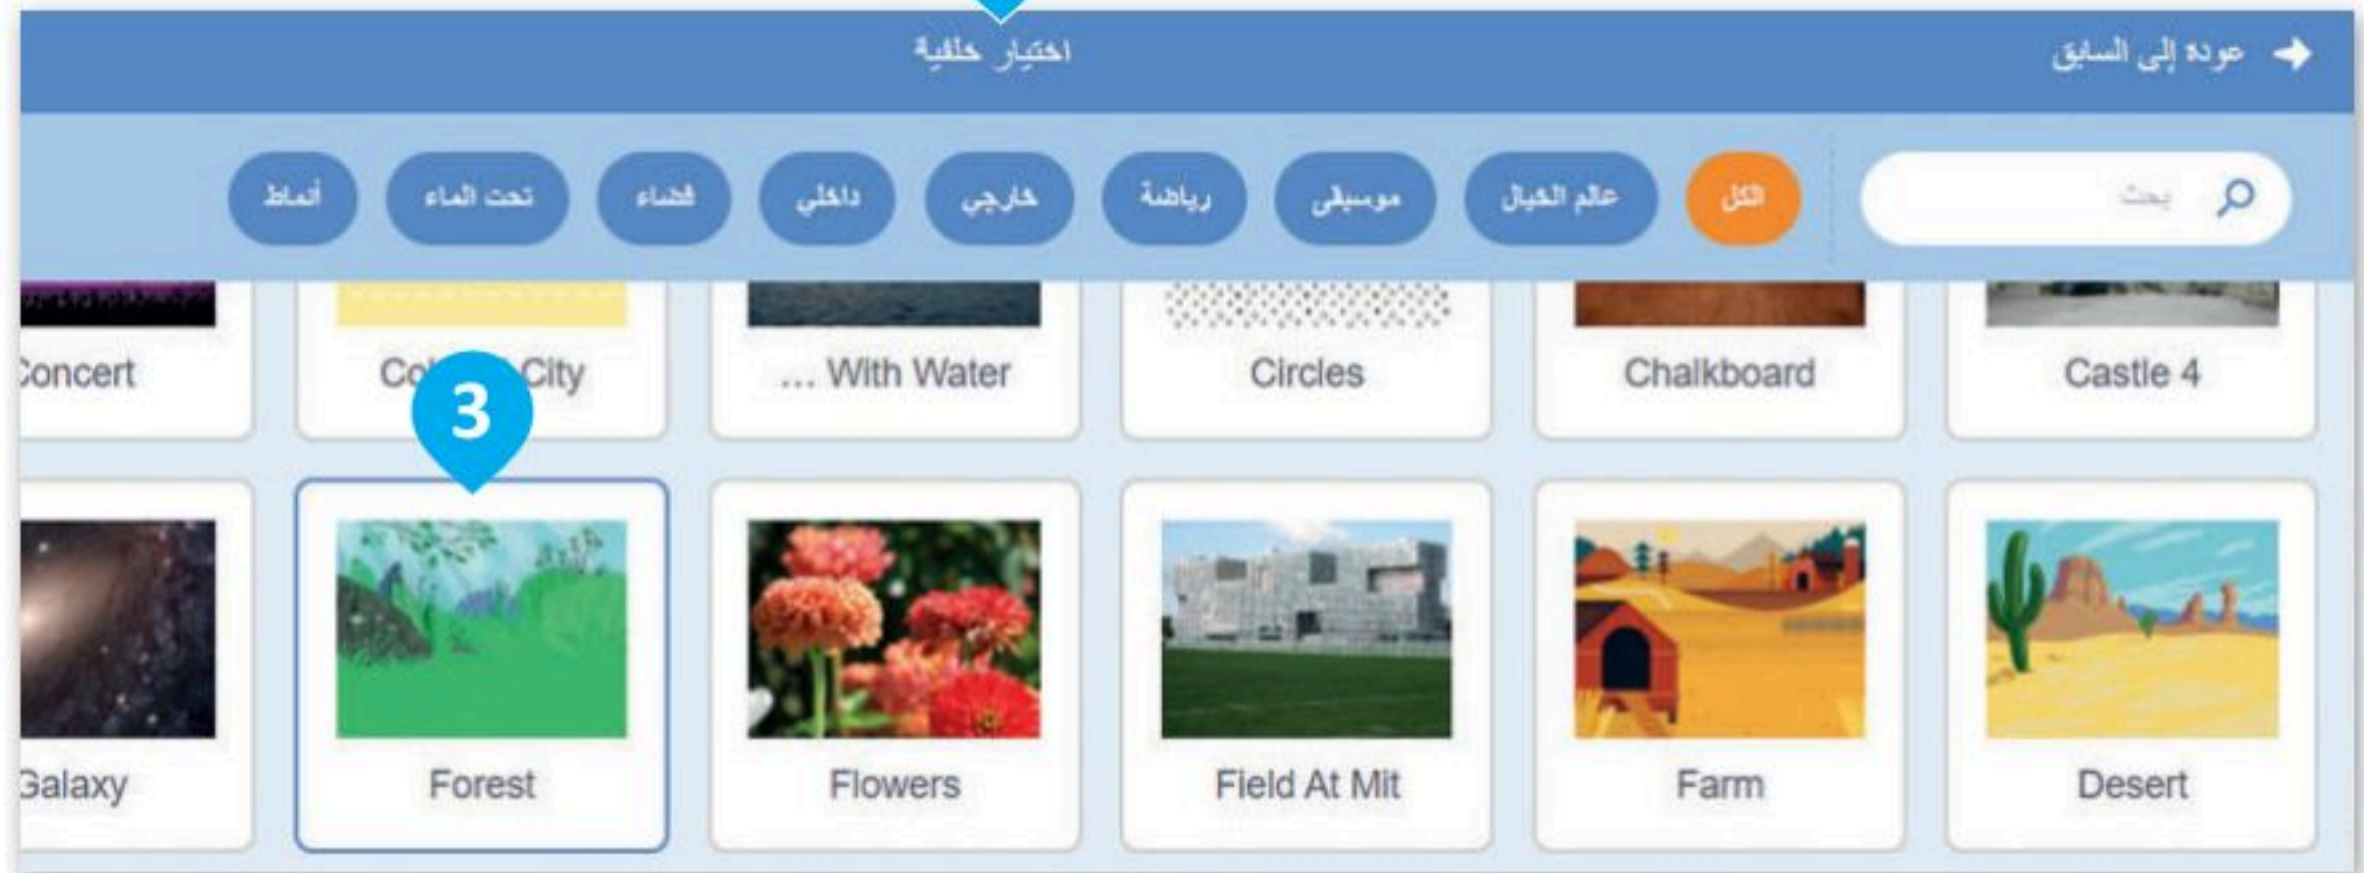 عودة إلى السابق
اختيار خلفية
بحث
الكل
عالم الخيال
موسيقى
رياضة
خارجي
داخلي
فضاء
تحت الماء
أنماط
Castle 4
Chalkboard
Circles
... With Water
City
3
Desert
Farm
Field At Mit
Flowers
Forest